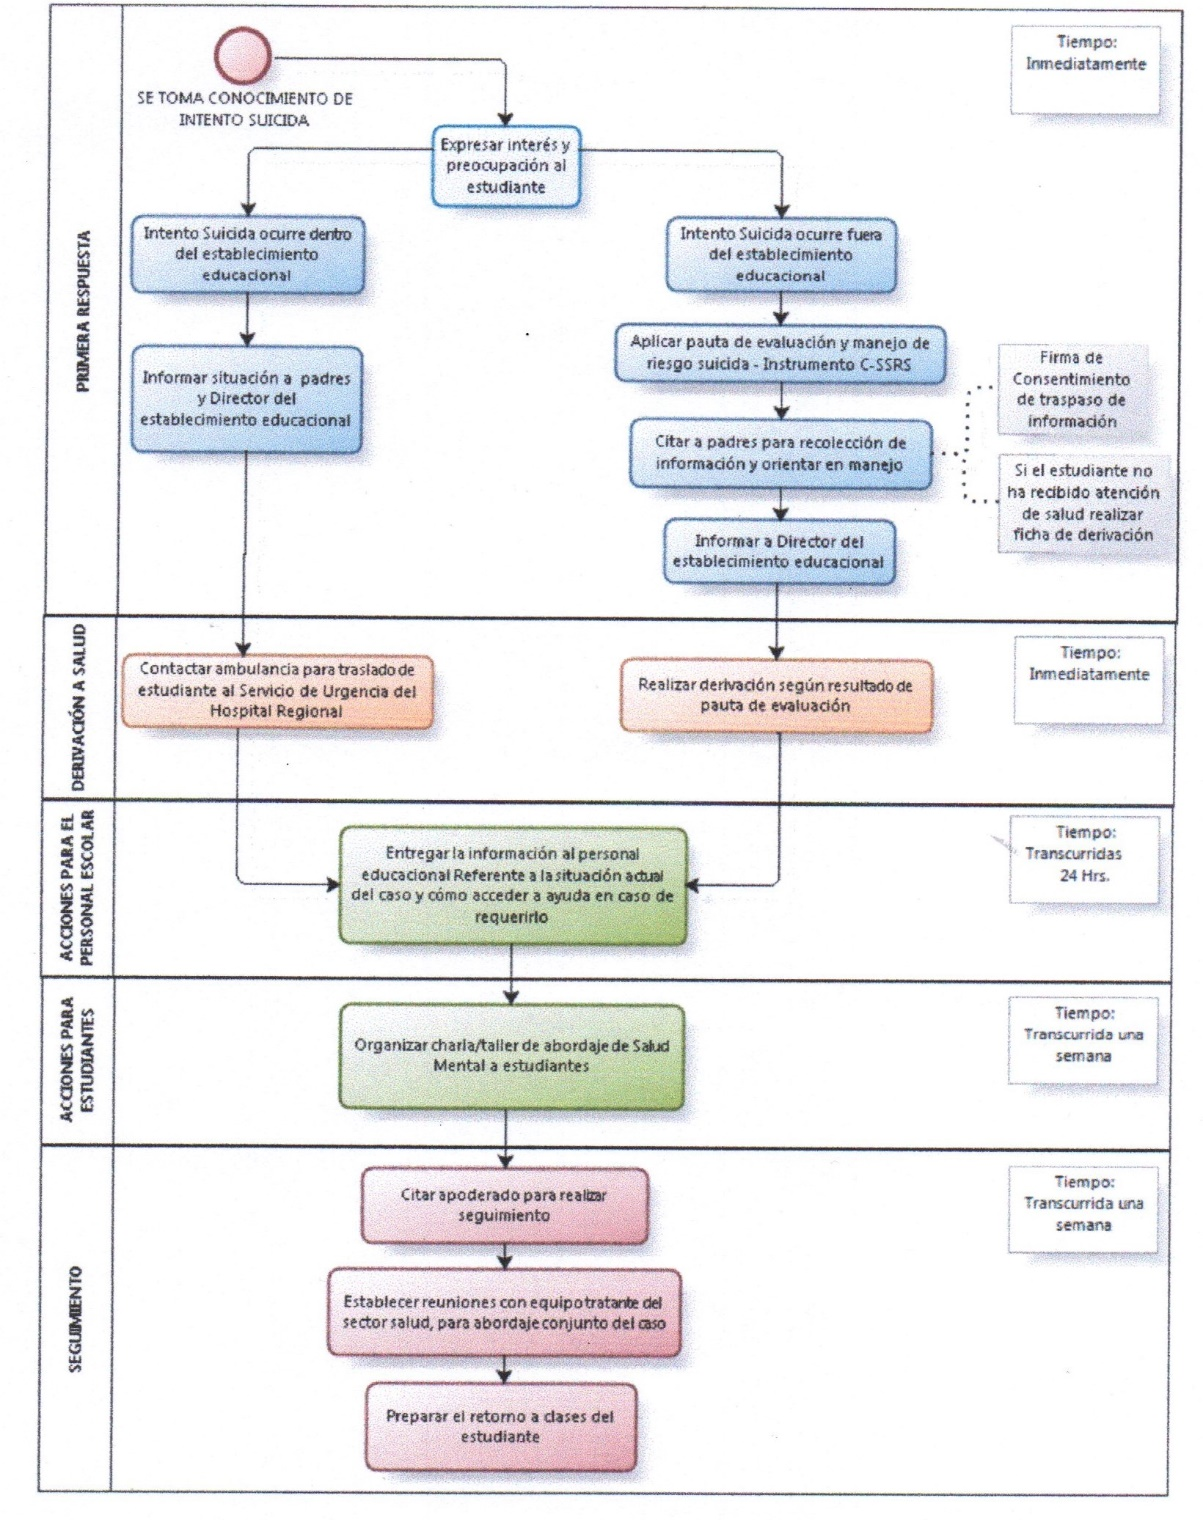 PRIMERA RESPUESTA
SE TOMA CONOCIMIENTO DE
INTENTO SUICIDA
Tiempo:
Inmediatamente
Expresar interés y
preocupación al
estudiante
Intento Suicida ocurre dentro
del establecimiento
educacional
Informar situación a padres
y Director del
establecimiento educacional
Intento Suicida ocurre fuera
del establecimiento
educacional
Aplicar pauta de evaluación y manejo de
riesgo suicida - Instrumento C-SSRS
Citar a padres para recolección de
información y orientar en manejo
Firma de
Consentimiento
de traspaso de
información
Si el estudiante no
ha recibido atención
de salud realizar
ficha de derivación
Informar a Director del
establecimiento educacional
DERIVACIÓN A SALUD
Contactar ambulancia para traslado de
estudiante al Servicio de Urgencia del
Hospital Regional
Realizar derivación según resultado de
pauta de evaluación
Tiempo:
Inmediatamente
ACCIONES PARA EL
PERSONAL ESCOLAR
Entregar la información al personal
educacional Referente a la situación actual
del caso y cómo acceder a ayuda en caso de
requerirlo
Tiempo:
Transcurridas
24 Hrs.
ACCIONES PARA
ESTUDIANTES
Organizar charla/taller de abordaje de Salud
Mental a estudiantes
Tiempo:
Transcurrida una
semana
SEGUIMIENTO
Citar apoderado para realizar
seguimiento
Establecer reuniones con equipo tratante del
sector salud, para abordaje conjunto del caso
Preparar el retorno a clases del
estudiante
Tiempo:
Transcurrida una
semana